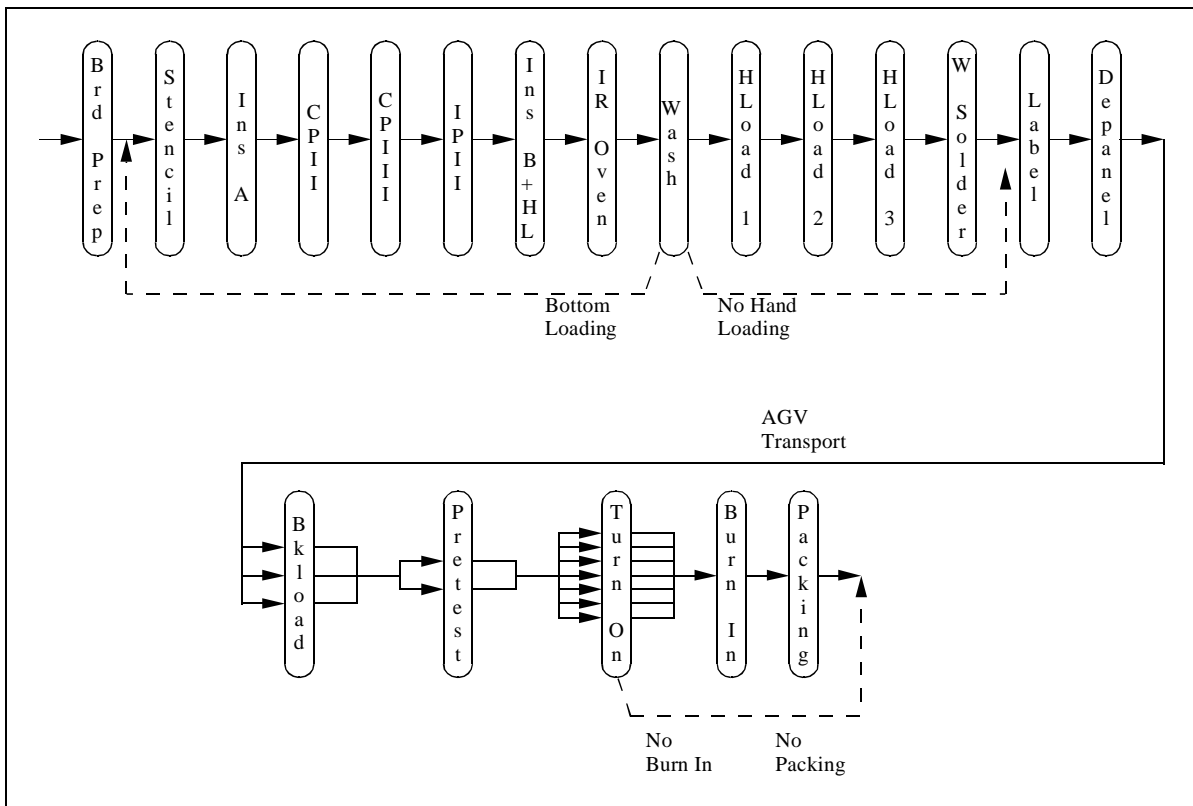 Brd Prep
Stencil
Ins A
CPII
CPIII
IPII
Ins B+HL
IR Oven
Wash
HLoad 1
HLoad 2
HLoad 3
W Solder
Label
Depanel
Bottom
Loading
No Hand
Loading
AGV
Transport
Bkload
Pretest
Turn On
Burn In
Packing
No
Burn In
No
Packing